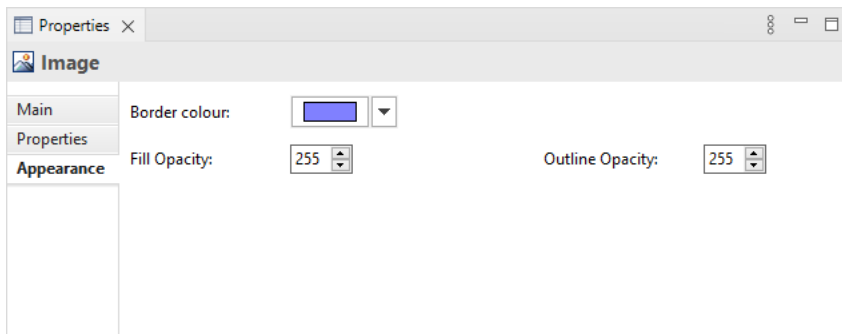 Properties
Image
Main
Border colour:
Properties
Fill Opacity: 255 Outline Opacity: 255
Appearance